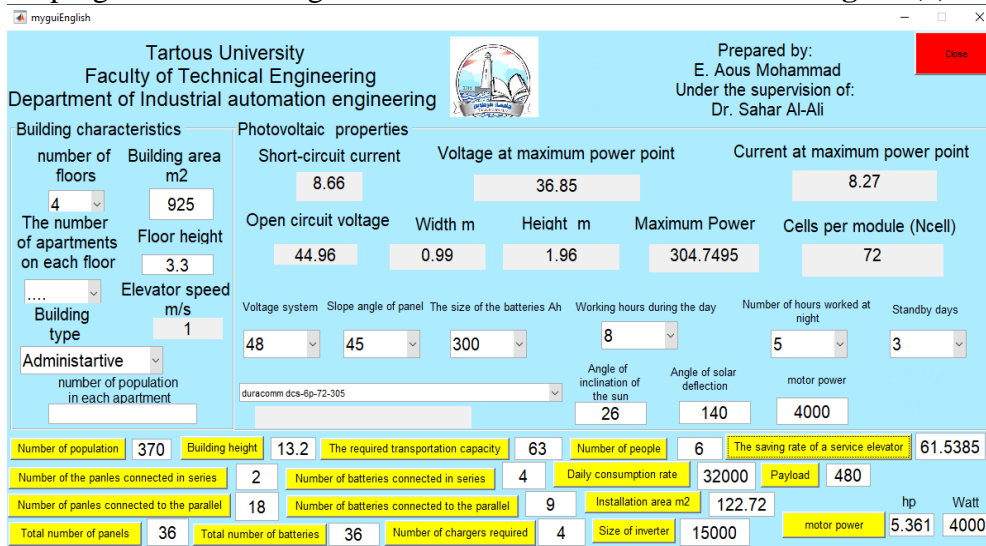 myguiEnglish
Tartous University
Faculty of Technical Engineering
Department of Industrial automation engineering
Prepared by:
E. Aous Mohammad
Under the supervision of:
Dr. Sahar Al-Ali
Close
Building characteristics
number of floors
4
Building area m2
925
The number of apartments on each floor
....
Floor height
3.3
Elevator speed m/s
1
Building type
Administartive
number of population in each apartment
Photovoltaic properties
Short-circuit current
8.66
Voltage at maximum power point
36.85
Current at maximum power point
8.27
Open circuit voltage
44.96
Width m
0.99
Height m
1.96
Maximum Power
304.7495
Cells per module (Ncell)
72
Voltage system
48
Slope angle of panel
45
The size of the batteries Ah
300
Working hours during the day
8
Number of hours worked at night
5
Standby days
3
duracomm dcs-6p-72-305
Angle of inclination of the sun
26
Angle of solar deflection
140
motor power
4000
Number of population 370
Building height 13.2
The required transportation capacity 63
Number of people 6
The saving rate of a service elevator 61.5385
Number of the panles connected in series 2
Number of batteries connected in series 4
Daily consumption rate 32000
Payload 480
Number of panles connected to the parallel 18
Number of batteries connected to the parallel 9
Installation area m2 122.72
hp Watt
Total number of panels 36
Total number of batteries 36
Number of chargers required 4
Size of inverter 15000
motor power 5.361 4000